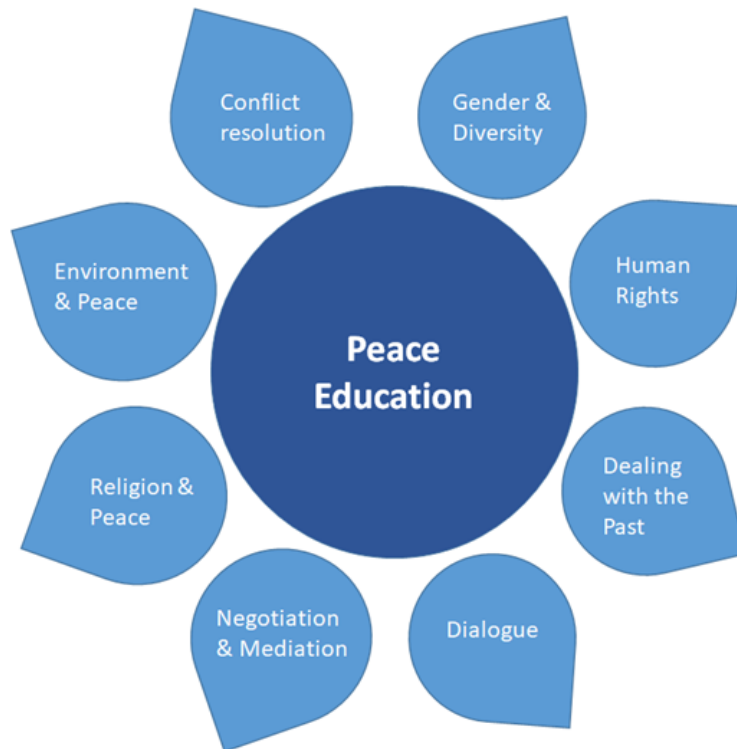 Conflict
resolution
Gender &
Diversity
Environment
& Peace
Human
Rights
Peace
Education
Religion &
Peace
Dealing
with the
Past
Negotiation
& Mediation
Dialogue